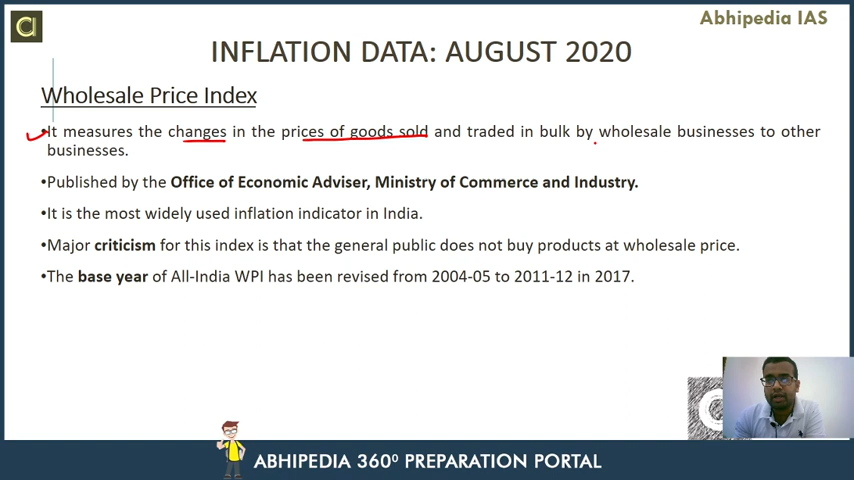 Abhipedia IAS
INFLATION DATA: AUGUST 2020
Wholesale Price Index
•It measures the changes in the prices of goods sold and traded in bulk by wholesale businesses to other
businesses.
•Published by the Office of Economic Adviser, Ministry of Commerce and Industry.
•It is the most widely used inflation indicator in India.
•Major criticism for this index is that the general public does not buy products at wholesale price.
•The base year of All-India WPI has been revised from 2004-05 to 2011-12 in 2017.
ABHIPEDIA 360⁰ PREPARATION PORTAL